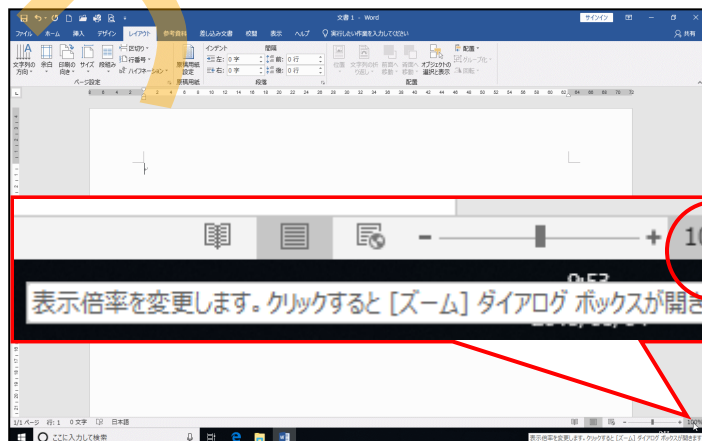 文書 1 - Word
サインイン
ファイル ホーム 挿入 デザイン レイアウト 参考資料 差し込み文書 校閲 表示 ヘルプ 実行したい作業を入力してください 共有
文字列の方向 余白 印刷の向き サイズ 段組み 区切り 行番号 ハイフネーション
原稿用紙設定
インデント 間隔
左: 0 字 前: 0 行
右: 0 字 後: 0 行
位置 文字列の折り返し 前面へ移動 背面へ移動 オブジェクトの選択と表示 配置 グループ化 回転
ページ設定 原稿用紙 段落 配置
- + 10
表示倍率を変更します。クリックすると [ズーム] ダイアログ ボックスが開き
1/1 ページ 行: 1 0 文字 日本語 - + 100%
ここに入力して検索
表示倍率を変更します。クリックすると [ズーム] ダイアログ ボックスが開きます